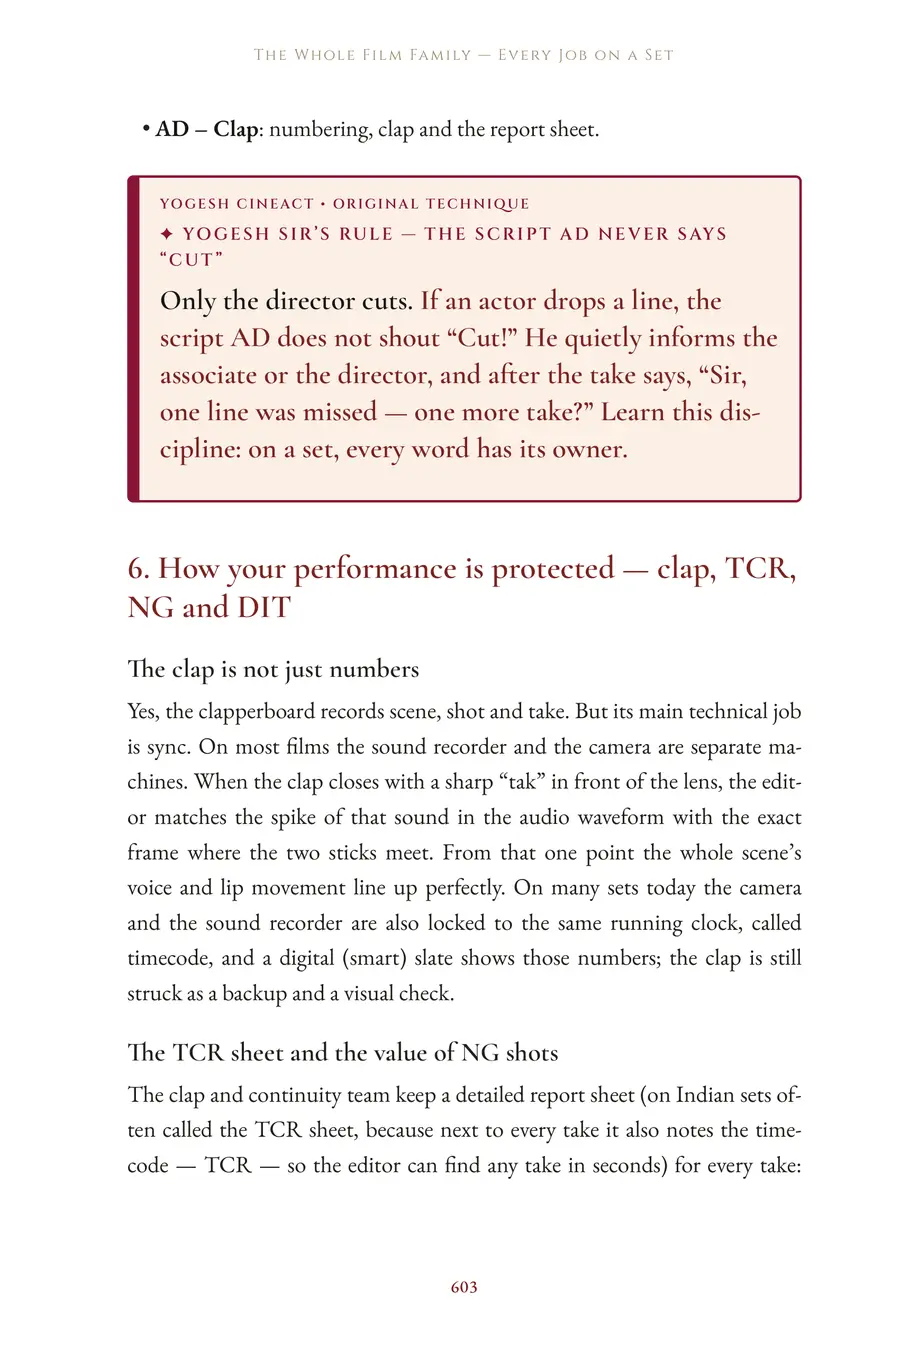 The Whole Film Family — Every Job on a Set
• AD – Clap: numbering, clap and the report sheet.
YOGESH CINEACT • ORIGINAL TECHNIQUE
✦ YOGESH SIR’S RULE — THE SCRIPT AD NEVER SAYS
“CUT”
Only the director cuts. If an actor drops a line, the
script AD does not shout “Cut!” He quietly informs the
associate or the director, and after the take says, “Sir,
one line was missed — one more take?” Learn this dis-
cipline: on a set, every word has its owner.
6. How your performance is protected — clap, TCR,
NG and DIT
The clap is not just numbers
Yes, the clapperboard records scene, shot and take. But its main technical job
is sync. On most films the sound recorder and the camera are separate ma-
chines. When the clap closes with a sharp “tak” in front of the lens, the edit-
or matches the spike of that sound in the audio waveform with the exact
frame where the two sticks meet. From that one point the whole scene’s
voice and lip movement line up perfectly. On many sets today the camera
and the sound recorder are also locked to the same running clock, called
timecode, and a digital (smart) slate shows those numbers; the clap is still
struck as a backup and a visual check.
The TCR sheet and the value of NG shots
The clap and continuity team keep a detailed report sheet (on Indian sets of-
ten called the TCR sheet, because next to every take it also notes the time-
code — TCR — so the editor can find any take in seconds) for every take:
603